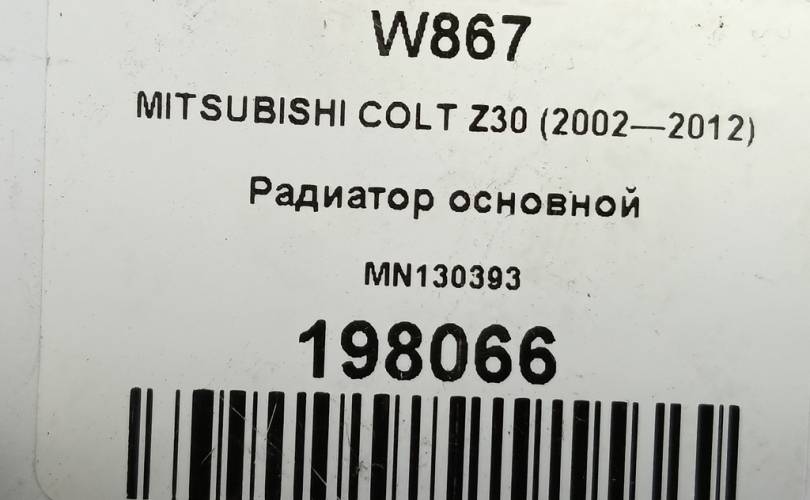 W867
MITSUBISHI COLT Z30 (2002—2012)
Радиатор основной
MN130393
198066